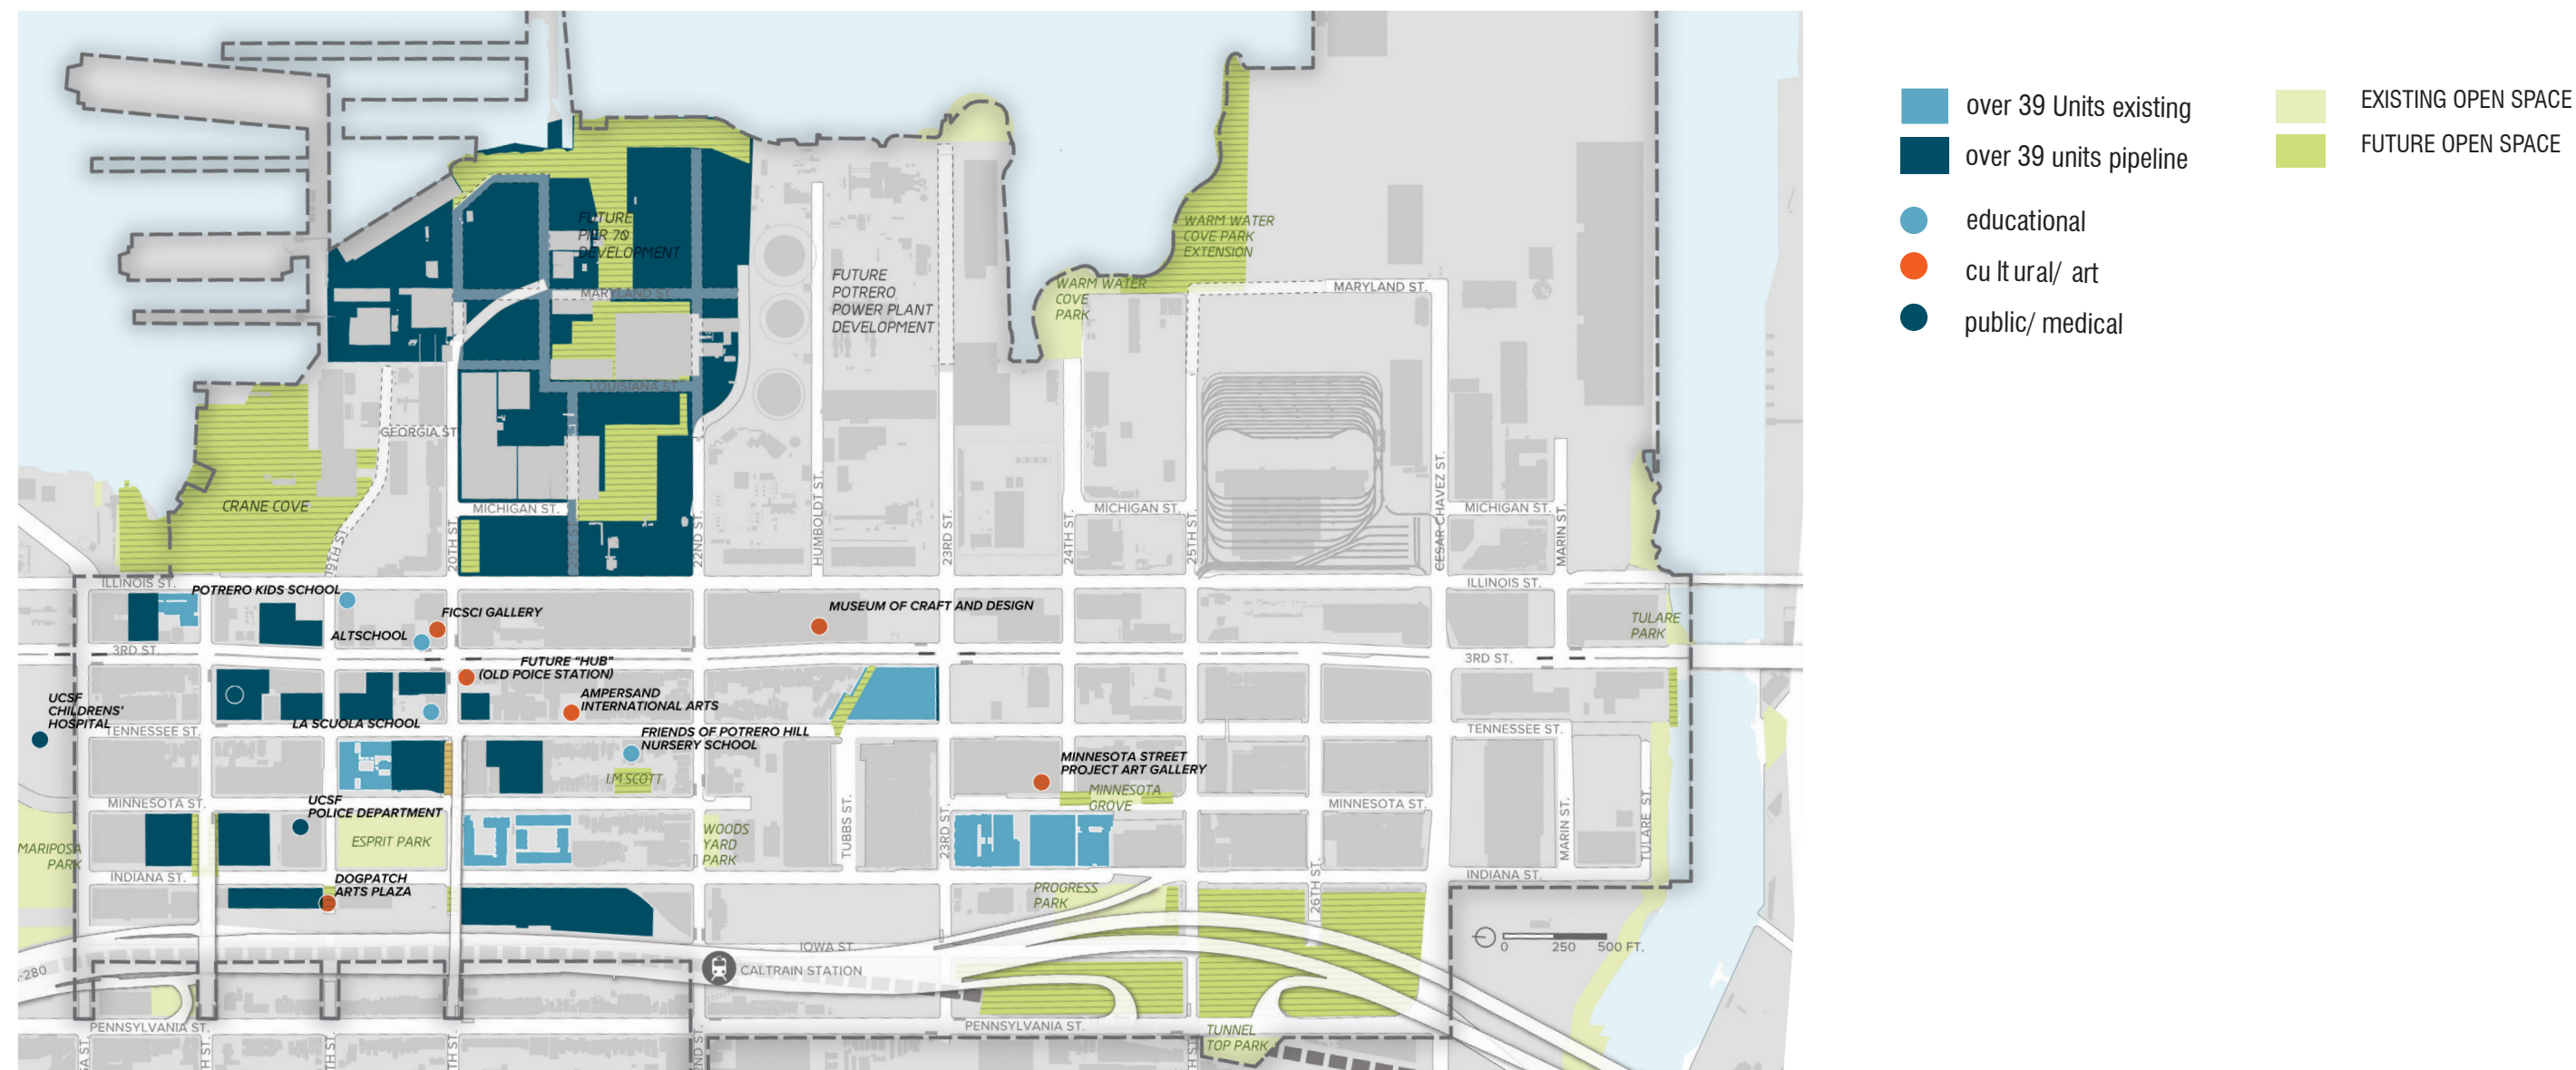 over 39 Units existing
over 39 units pipeline
educational
cu lt ural/ art
public/ medical
EXISTING OPEN SPACE
FUTURE OPEN SPACE
FUTURE
PIER 70
DEVELOPMENT
MARYLAND ST.
LOUISIANA ST.
FUTURE
POTRERO
POWER PLANT
DEVELOPMENT
WARM WATER
COVE PARK
EXTENSION
WARM WATER
COVE
PARK
MARYLAND ST.
GEORGIA ST
CRANE COVE
MICHIGAN ST.
MICHIGAN ST.
MICHIGAN ST.
19TH ST.
20TH ST.
22ND ST.
HUMBOLDT ST.
23RD ST.
24TH ST.
25TH ST.
CESAR CHAVEZ ST.
MARIN ST.
ILLINOIS ST.
ILLINOIS ST.
POTRERO KIDS SCHOOL
FICSCI GALLERY
ALTSCHOOL
MUSEUM OF CRAFT AND DESIGN
TULARE
PARK
3RD ST.
3RD ST.
FUTURE “HUB”
(OLD POICE STATION)
AMPERSAND
INTERNATIONAL ARTS
UCSF
CHILDRENS'
HOSPITAL
LA SCUOLA SCHOOL
TENNESSEE ST.
TENNESSEE ST.
FRIENDS OF POTRERO HILL
NURSERY SCHOOL
I.M SCOTT
MINNESOTA STREET
PROJECT ART GALLERY
MINNESOTA
GROVE
MINNESOTA ST.
MINNESOTA ST.
UCSF
POLICE DEPARTMENT
ESPRIT PARK
WOODS
YARD
PARK
TUBBS ST.
23RD ST.
MARIN ST.
TULARE ST.
MARIPOSA
PARK
INDIANA ST.
INDIANA ST.
DOGPATCH
ARTS PLAZA
PROGRESS
PARK
26TH ST.
IOWA ST.
0 250 500 FT.
-280
CALTRAIN STATION
PENNSYLVANIA ST.
PENNSYLVANIA ST.
TUNNEL
TOP PARK